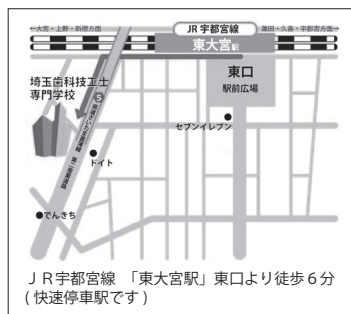 JR 宇都宮線
←大宮・上野・新宿方面
蓮田・久喜・宇都宮方面→
東大宮駅
東口
駅前広場
埼玉歯科技工士
専門学校
セブンイレブン
ドイト
でんきち
ＪＲ宇都宮線　「東大宮駅」東口より徒歩６分
( 快速停車駅です )